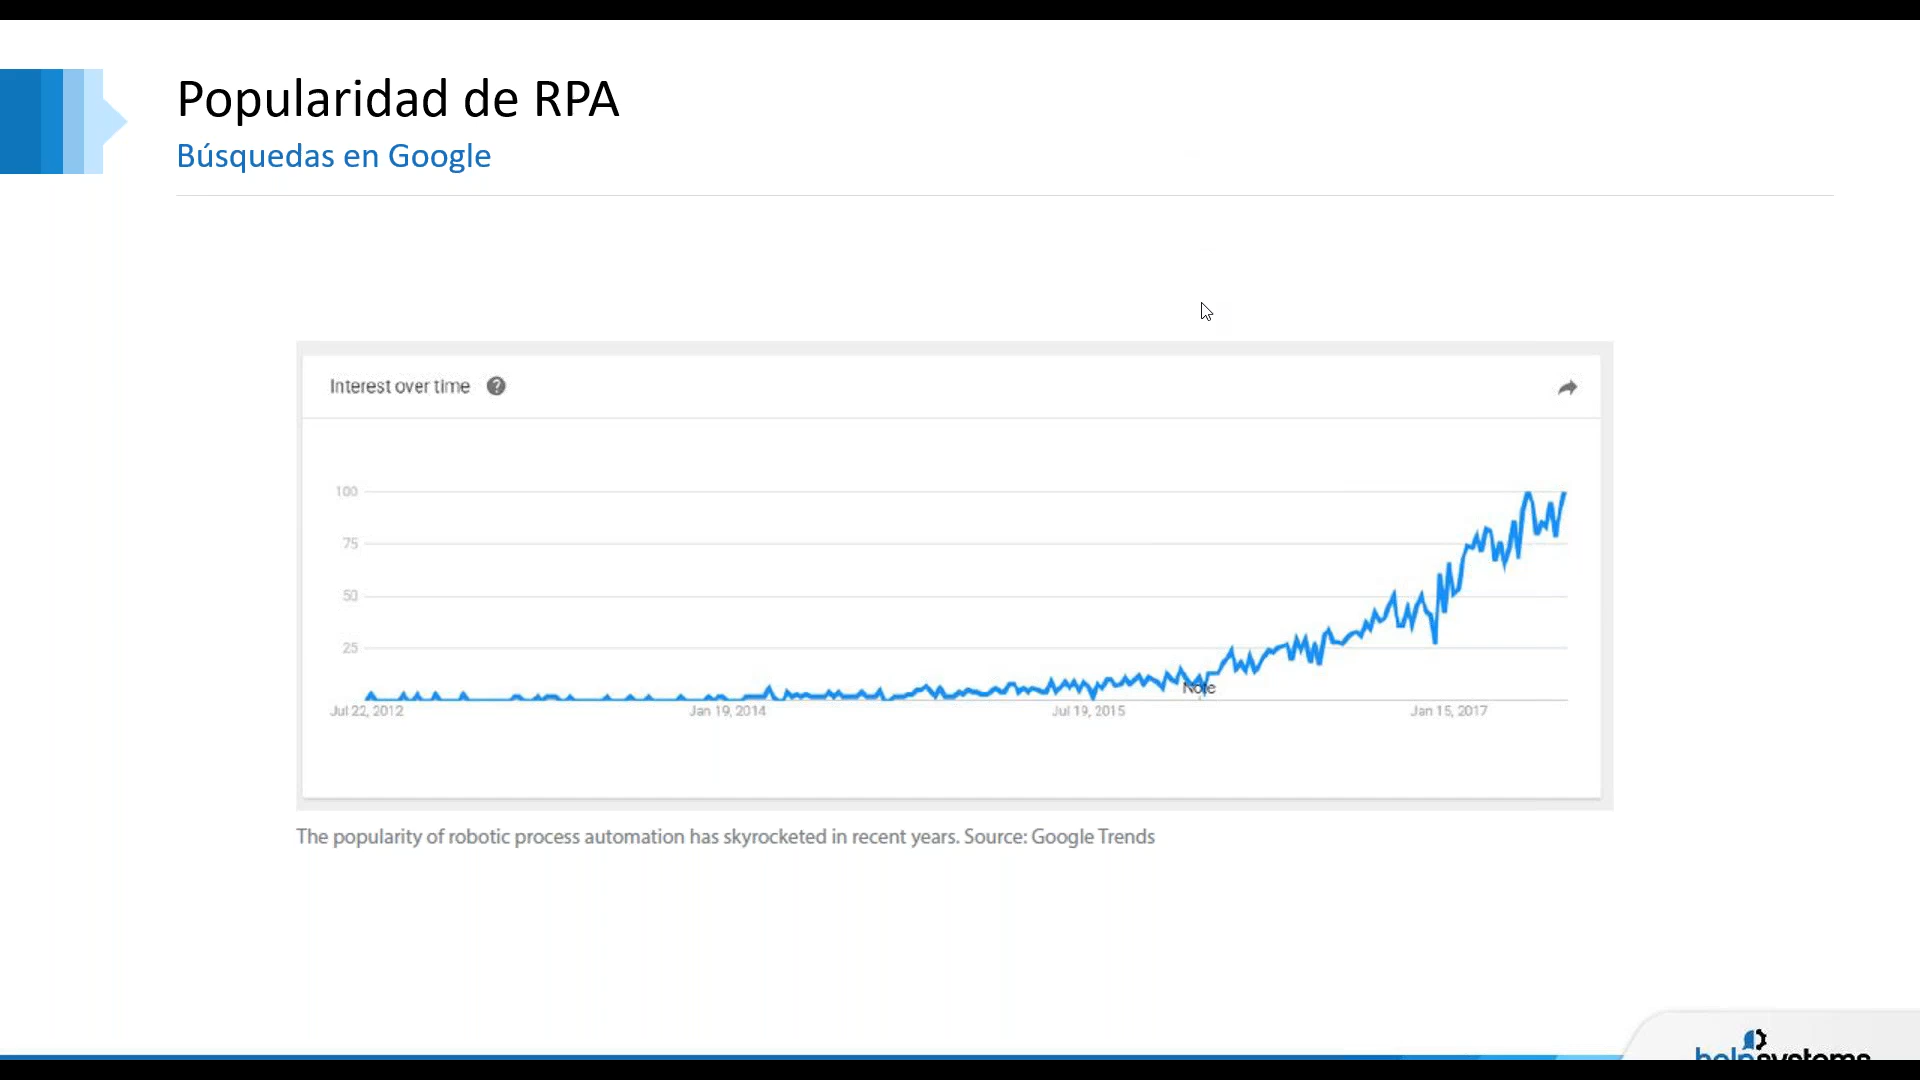 Popularidad de RPA
Búsquedas en Google
Interest over time ?
100
75
50
25
Note
Jul 22, 2012 Jan 19, 2014 Jul 19, 2015 Jan 15, 2017
The popularity of robotic process automation has skyrocketed in recent years. Source: Google Trends
helpsystems